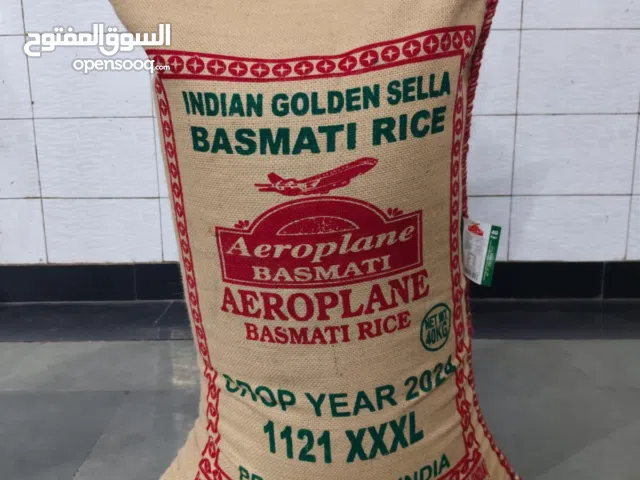 السوق المفتوح
opensooq.com
INDIAN GOLDEN SELLA
BASMATI RICE
Aeroplane
BASMATI
AEROPLANE
BASMATI RICE
NET WT.
40KG
CROP YEAR 2024
1121 XXXL
INDIA